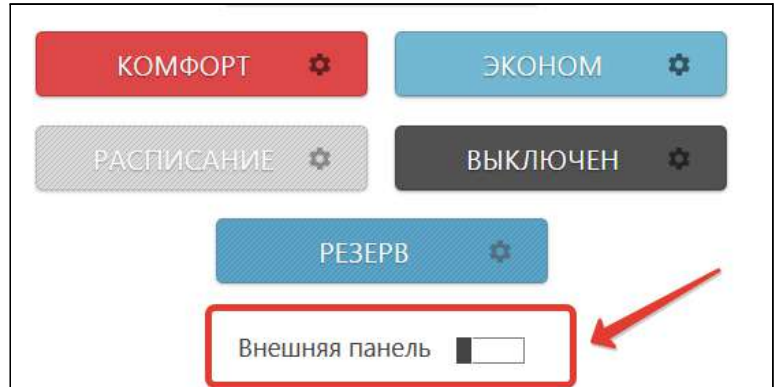 КОМФОРТ
ЭКОНОМ
РАСПИСАНИЕ
ВЫКЛЮЧЕН
РЕЗЕРВ
Внешняя панель